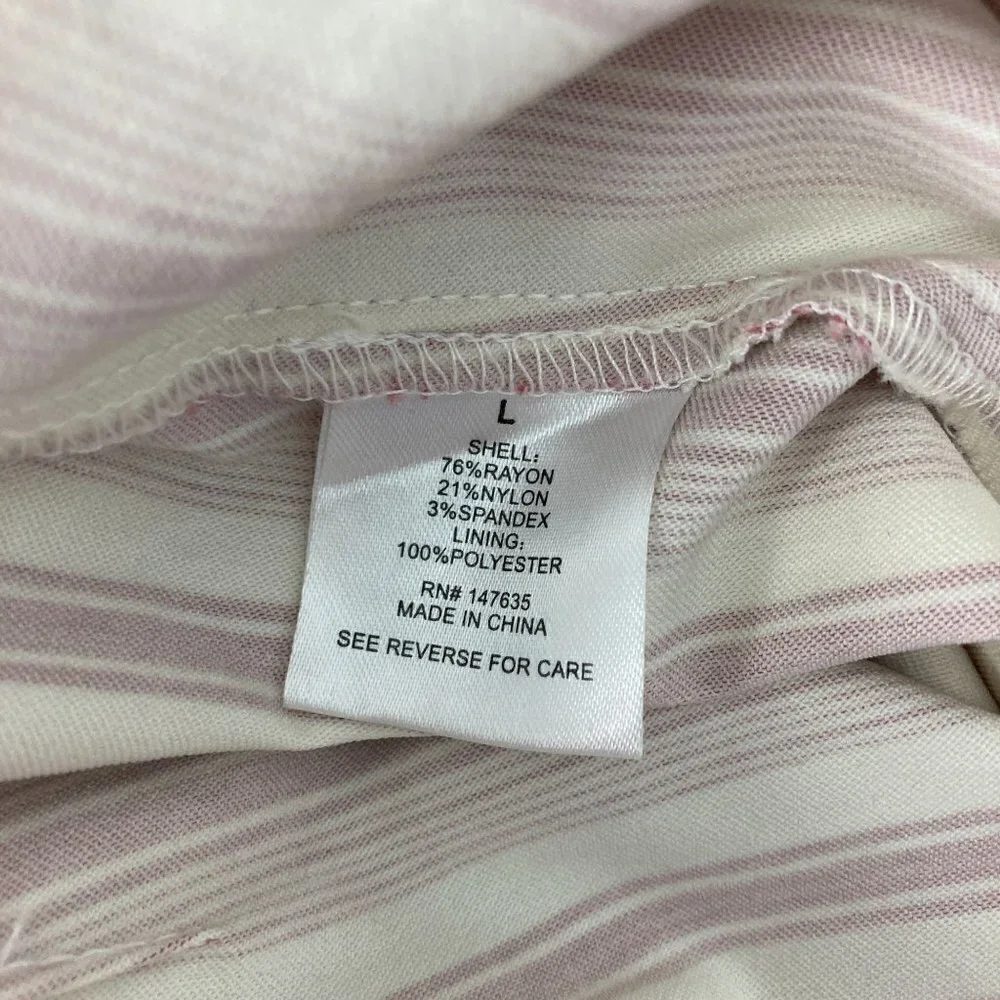 L
SHELL:
76%RAYON
21%NYLON
3%SPANDEX
LINING:
100%POLYESTER
RN# 147635
MADE IN CHINA
SEE REVERSE FOR CARE